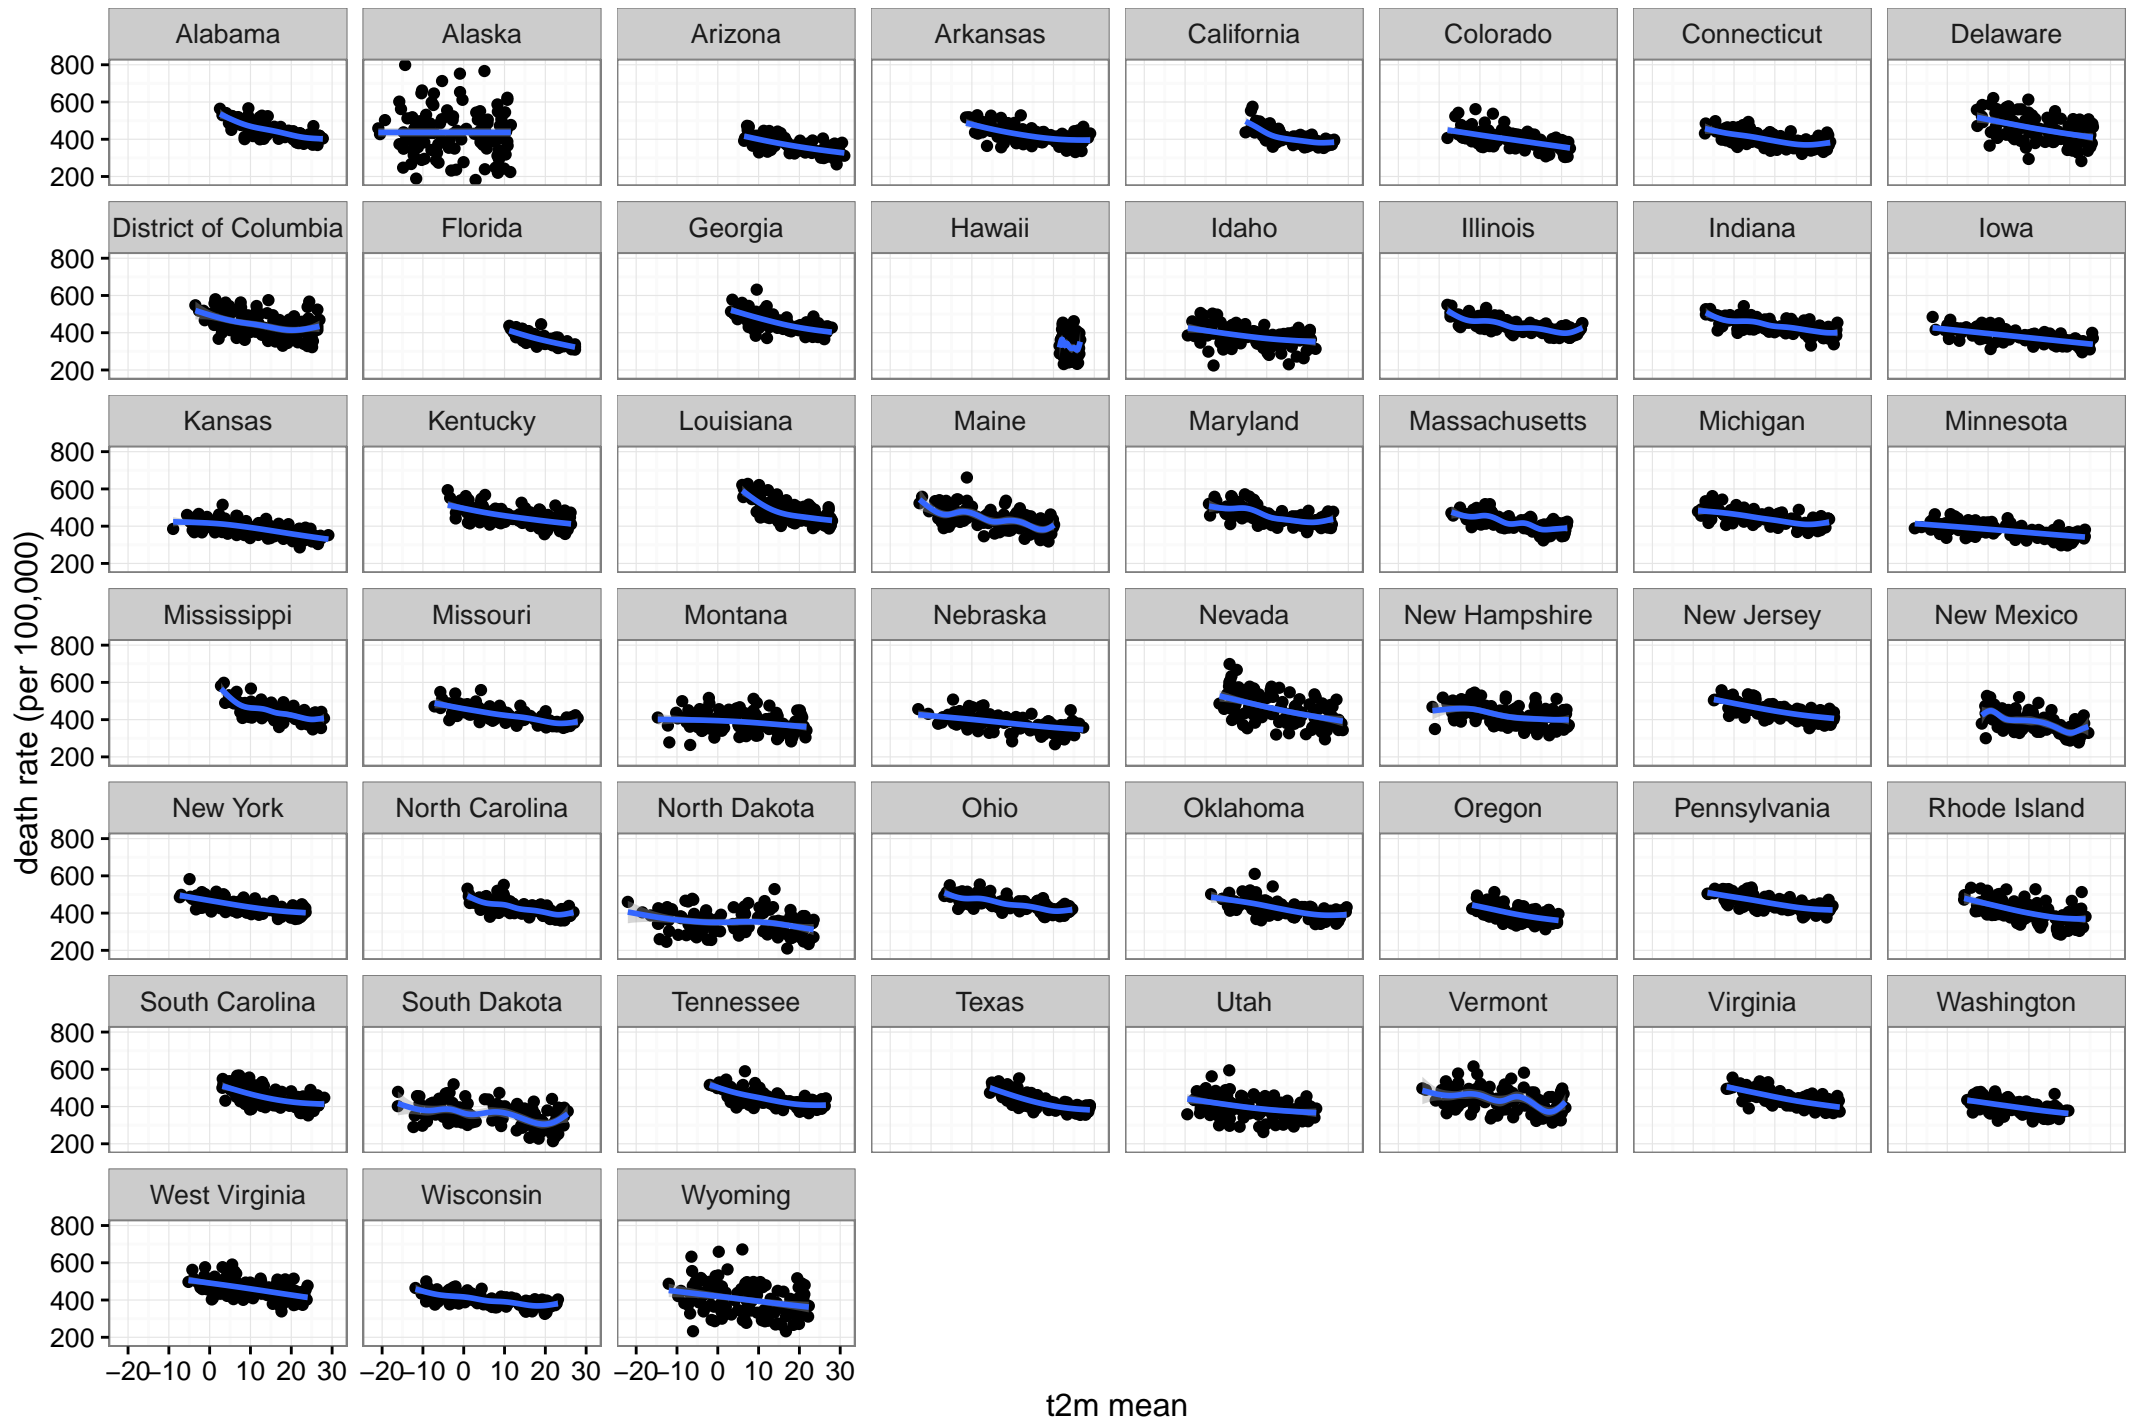 Alabama Alaska Arizona Arkansas California Colorado Connecticut Delaware
800
600
400
200
District of Columbia Florida Georgia Hawaii Idaho Illinois Indiana Iowa
800
600
400
200
Kansas Kentucky Louisiana Maine Maryland Massachusetts Michigan Minnesota
800
600
400
200
death rate (per 100,000)
Mississippi Missouri Montana Nebraska Nevada New Hampshire New Jersey New Mexico
800
600
400
200
New York North Carolina North Dakota Ohio Oklahoma Oregon Pennsylvania Rhode Island
800
600
400
200
South Carolina South Dakota Tennessee Texas Utah Vermont Virginia Washington
800
600
400
200
West Virginia Wisconsin Wyoming
800
600
400
200
−20 −10 0 10 20 30 −20 −10 0 10 20 30 −20 −10 0 10 20 30
t2m mean